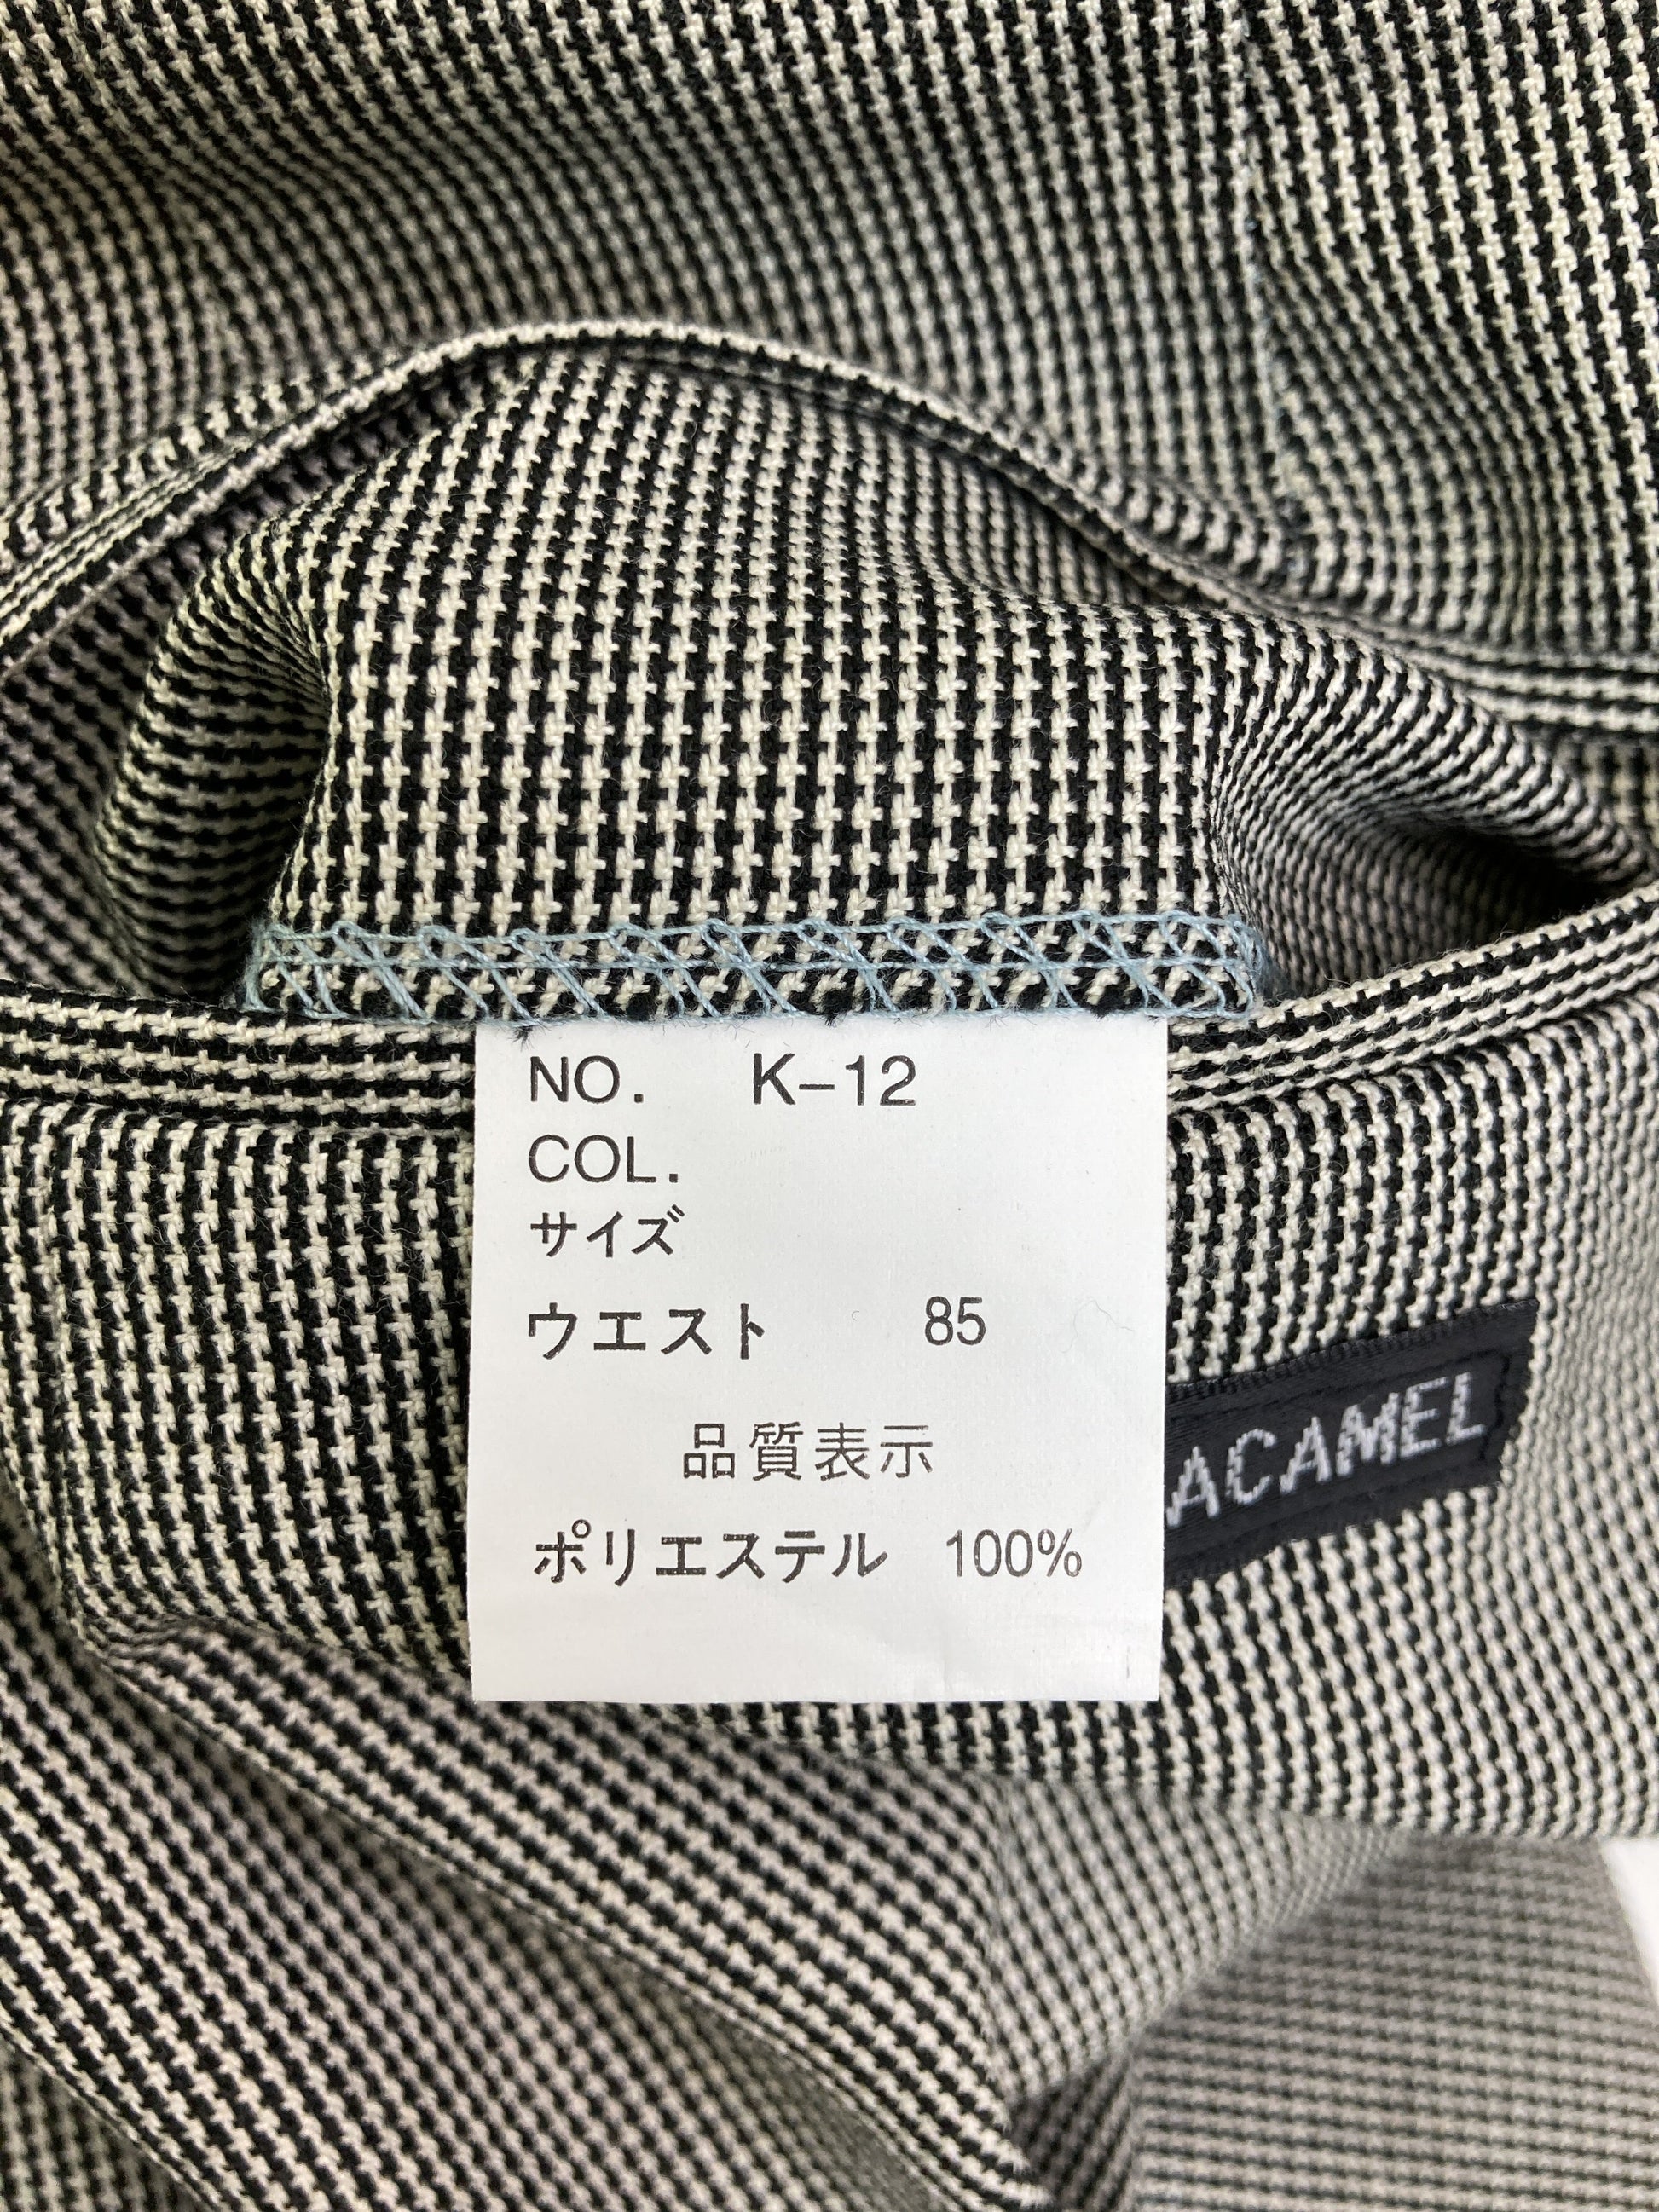 NO. K-12
COL.
サイズ
ウエスト 85
品質表示
ポリエステル 100%
ACAMEL